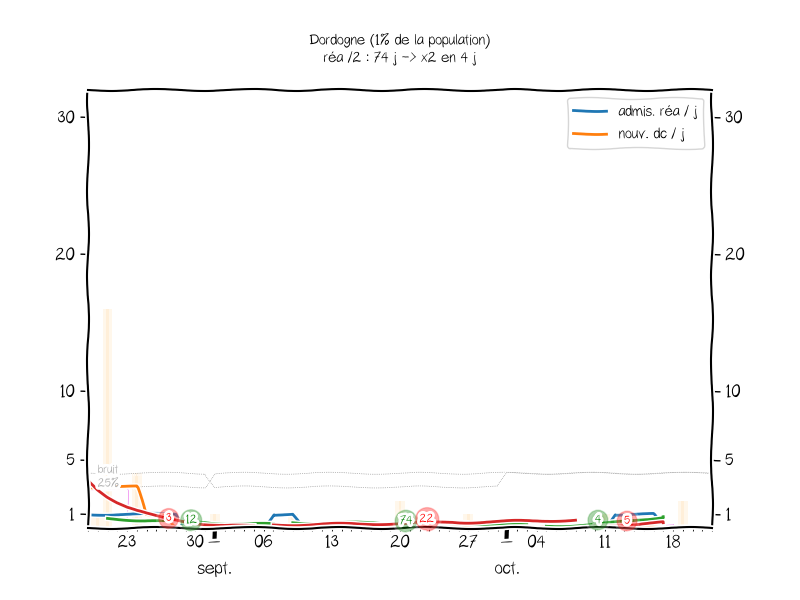 Dordogne (1% de la population)
réa /2 : 74 j -> x2 en 4 j
30 30
admis. réa / j
nouv. dc / j
20 20
10 10
5 5
bruit
25%
1 3 12 74 22 4 5 1
23 30 06 13 20 27 04 11 18
sept. oct.